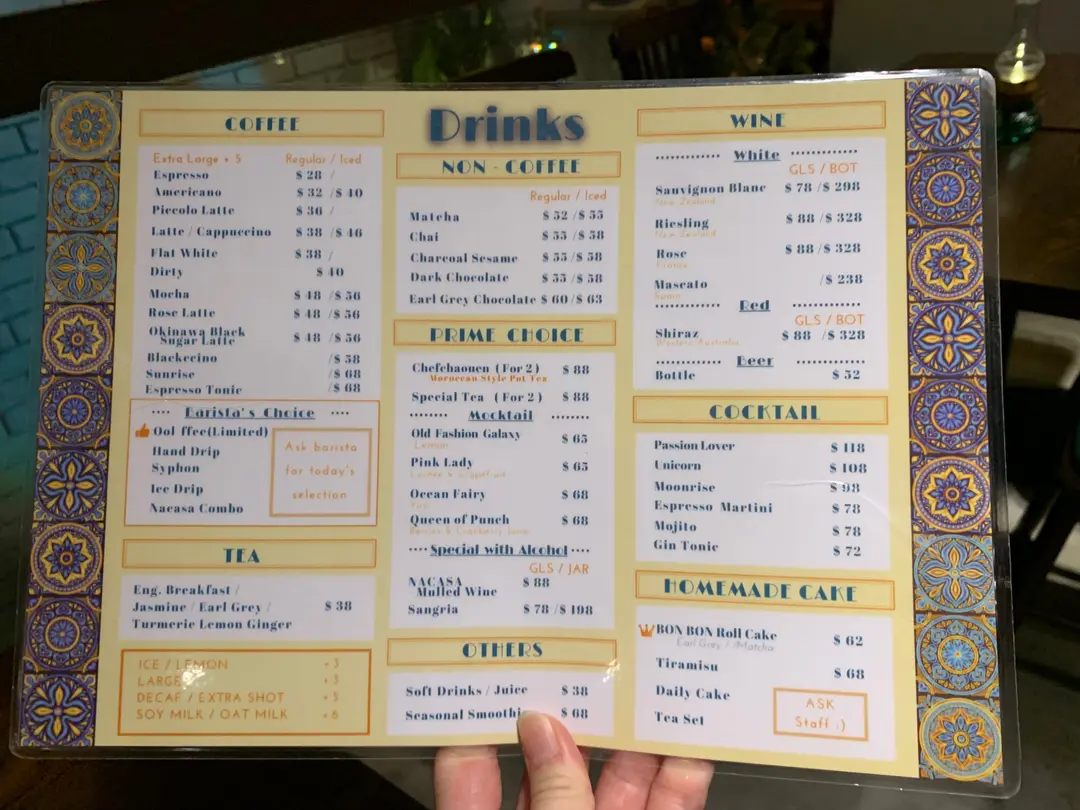 Drinks
COFFEE
Extra Large + 5 Regular / Iced
Espresso $ 28 /
Americano $ 32 /$ 40
Piccolo Latte $ 36 /
Latte / Cappuccino $ 38 /$ 46
Flat White $ 38 /
Dirty $ 40
Mocha $ 48 /$ 56
Rose Latte $ 48 /$ 56
Okinawa Black
Sugar Latte $ 48 /$ 56
Blackccino /$ 58
Sunrise /$ 68
Espresso Tonic /$ 68
Barista's Choice
Ool ffee(Limited)
Hand Drip
Syphon
Ice Drip
Nacasa Combo
Ask barista
for today's
selection
TEA
Eng. Breakfast /
Jasmine / Earl Grey / $ 38
Turmeric Lemon Ginger
ICE / LEMON + 3
LARGE + 3
DECAF / EXTRA SHOT + 5
SOY MILK / OAT MILK + 6
NON - COFFEE
Regular / Iced
Matcha $ 52 /$ 55
Chai $ 55 /$ 58
Charcoal Sesame $ 55 /$ 58
Dark Chocolate $ 55 /$ 58
Earl Grey Chocolate $ 60 /$ 63
PRIME CHOICE
Chefchaouen (For 2) $ 88
Moroccan Style Pot Tea
Special Tea (For 2) $ 88
Mocktail
Old Fashion Galaxy $ 65
Lemon
Pink Lady $ 65
Lychee & Grapefruit
Ocean Fairy $ 68
Yuzu
Queen of Punch $ 68
Berries & Cranberry Juice
Special with Alcohol
GLS / JAR
NACASA $ 88
Mulled Wine
Sangria $ 78 /$ 198
OTHERS
Soft Drinks / Juice $ 38
Seasonal Smoothi $ 68
WINE
White
GLS / BOT
Sauvignon Blanc $ 78 /$ 298
New Zealand
Riesling $ 88 /$ 328
New Zealand
Rose $ 88 /$ 328
France
Mascato /$ 238
Spain
Red
GLS / BOT
Shiraz $ 88 /$ 328
Western Australia
Beer
Bottle $ 52
COCKTAIL
Passion Lover $ 118
Unicorn $ 108
Moonrise $ 98
Espresso Martini $ 78
Mojito $ 78
Gin Tonic $ 72
HOMEMADE CAKE
BON BON Roll Cake $ 62
Earl Grey / iMatcha
Tiramisu $ 68
Daily Cake
Tea Set
ASK
Staff :)